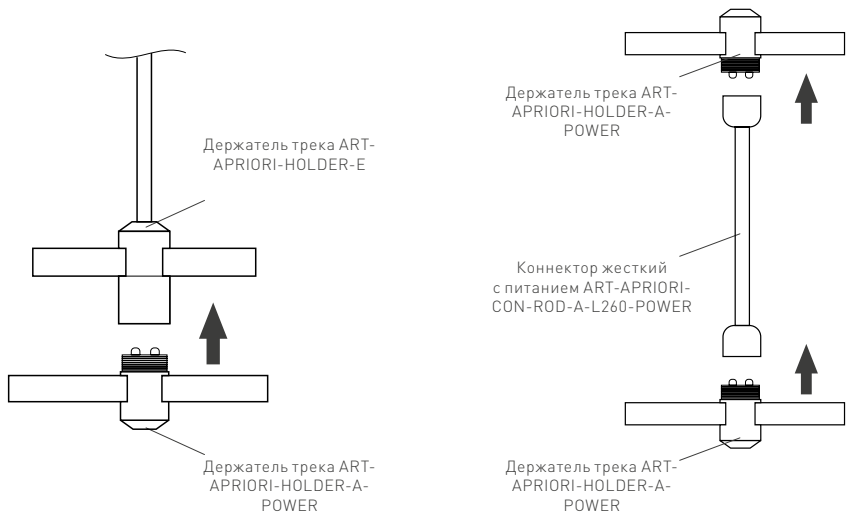 Держатель трека ART-
APRIORI-HOLDER-E
Держатель трека ART-
APRIORI-HOLDER-A-
POWER
Держатель трека ART-
APRIORI-HOLDER-A-
POWER
Коннектор жесткий
с питанием ART-APRIORI-
CON-ROD-A-L260-POWER
Держатель трека ART-
APRIORI-HOLDER-A-
POWER